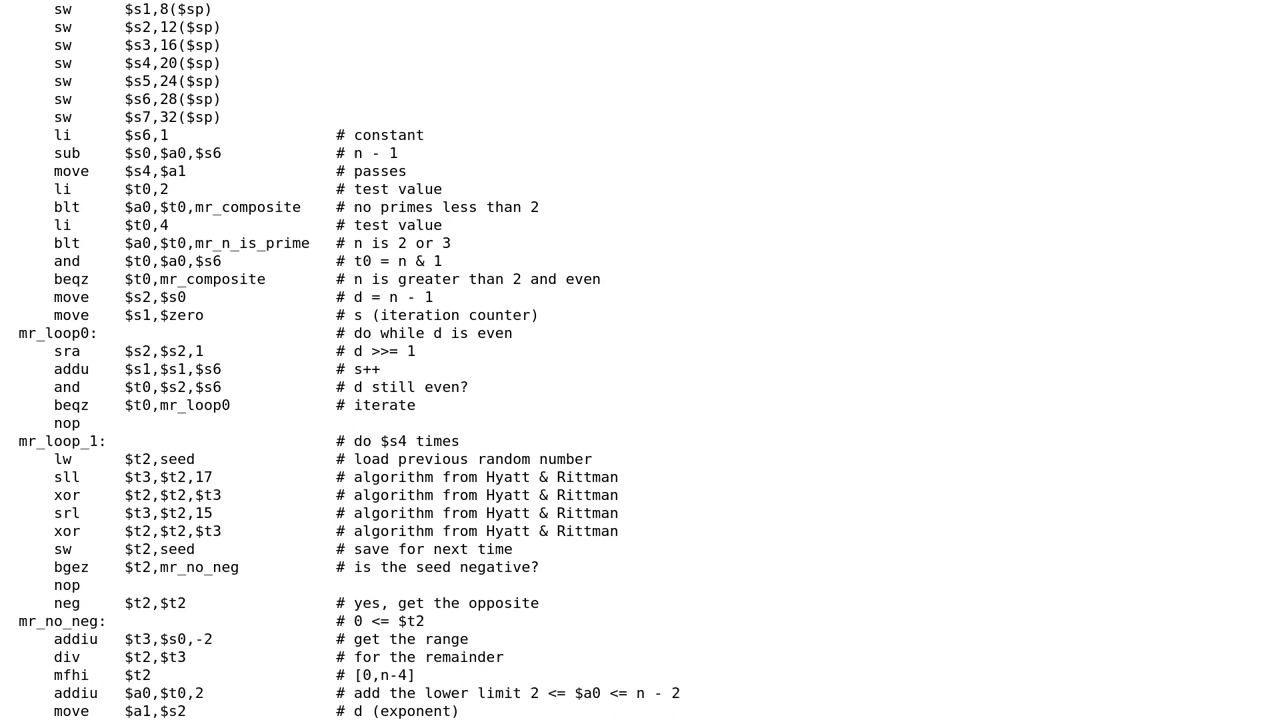 sw      $s1,8($sp)
    sw      $s2,12($sp)
    sw      $s3,16($sp)
    sw      $s4,20($sp)
    sw      $s5,24($sp)
    sw      $s6,28($sp)
    sw      $s7,32($sp)
    li      $s6,1                   # constant
    sub     $s0,$a0,$s6             # n - 1
    move    $s4,$a1                 # passes
    li      $t0,2                   # test value
    blt     $a0,$t0,mr_composite    # no primes less than 2
    li      $t0,4                   # test value
    blt     $a0,$t0,mr_n_is_prime   # n is 2 or 3
    and     $t0,$a0,$s6             # t0 = n & 1
    beqz    $t0,mr_composite        # n is greater than 2 and even
    move    $s2,$s0                 # d = n - 1
    move    $s1,$zero               # s (iteration counter)
mr_loop0:                           # do while d is even
    sra     $s2,$s2,1               # d >>= 1
    addu    $s1,$s1,$s6             # s++
    and     $t0,$s2,$s6             # d still even?
    beqz    $t0,mr_loop0            # iterate
    nop
mr_loop_1:                          # do $s4 times
    lw      $t2,seed                # load previous random number
    sll     $t3,$t2,17              # algorithm from Hyatt & Rittman
    xor     $t2,$t2,$t3             # algorithm from Hyatt & Rittman
    srl     $t3,$t2,15              # algorithm from Hyatt & Rittman
    xor     $t2,$t2,$t3             # algorithm from Hyatt & Rittman
    sw      $t2,seed                # save for next time
    bgez    $t2,mr_no_neg           # is the seed negative?
    nop
    neg     $t2,$t2                 # yes, get the opposite
mr_no_neg:                          # 0 <= $t2
    addiu   $t3,$s0,-2              # get the range
    div     $t2,$t3                 # for the remainder
    mfhi    $t2                     # [0,n-4]
    addiu   $a0,$t0,2               # add the lower limit 2 <= $a0 <= n - 2
    move    $a1,$s2                 # d (exponent)